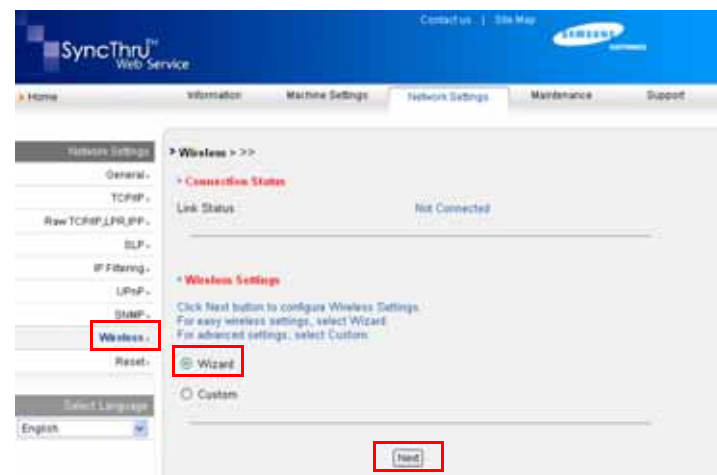 Contact us | Site Map
SyncThru™
Web Service
SAMSUNG
ELECTRONICS
Home
Information
Machine Settings
Network Settings
Maintenance
Support
Network Settings
General
TCP/IP
Raw TCP/IP,LPR,IPP
SLP
IP Filtering
UPnP
SNMP
Wireless
Reset
Select Language
English
Wireless > >>
Connection Status
Link Status Not Connected
Wireless Settings
Click Next button to configure Wireless Settings.
For easy wireless settings, select Wizard.
For advanced settings, select Custom.
Wizard
Custom
Next